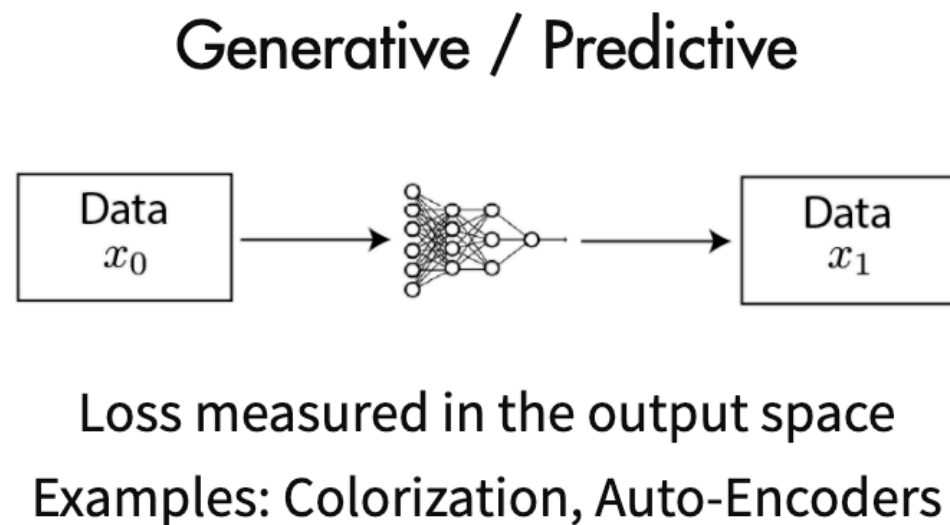 Generative / Predictive
Data
x₀
Data
x₁
Loss measured in the output space
Examples: Colorization, Auto-Encoders